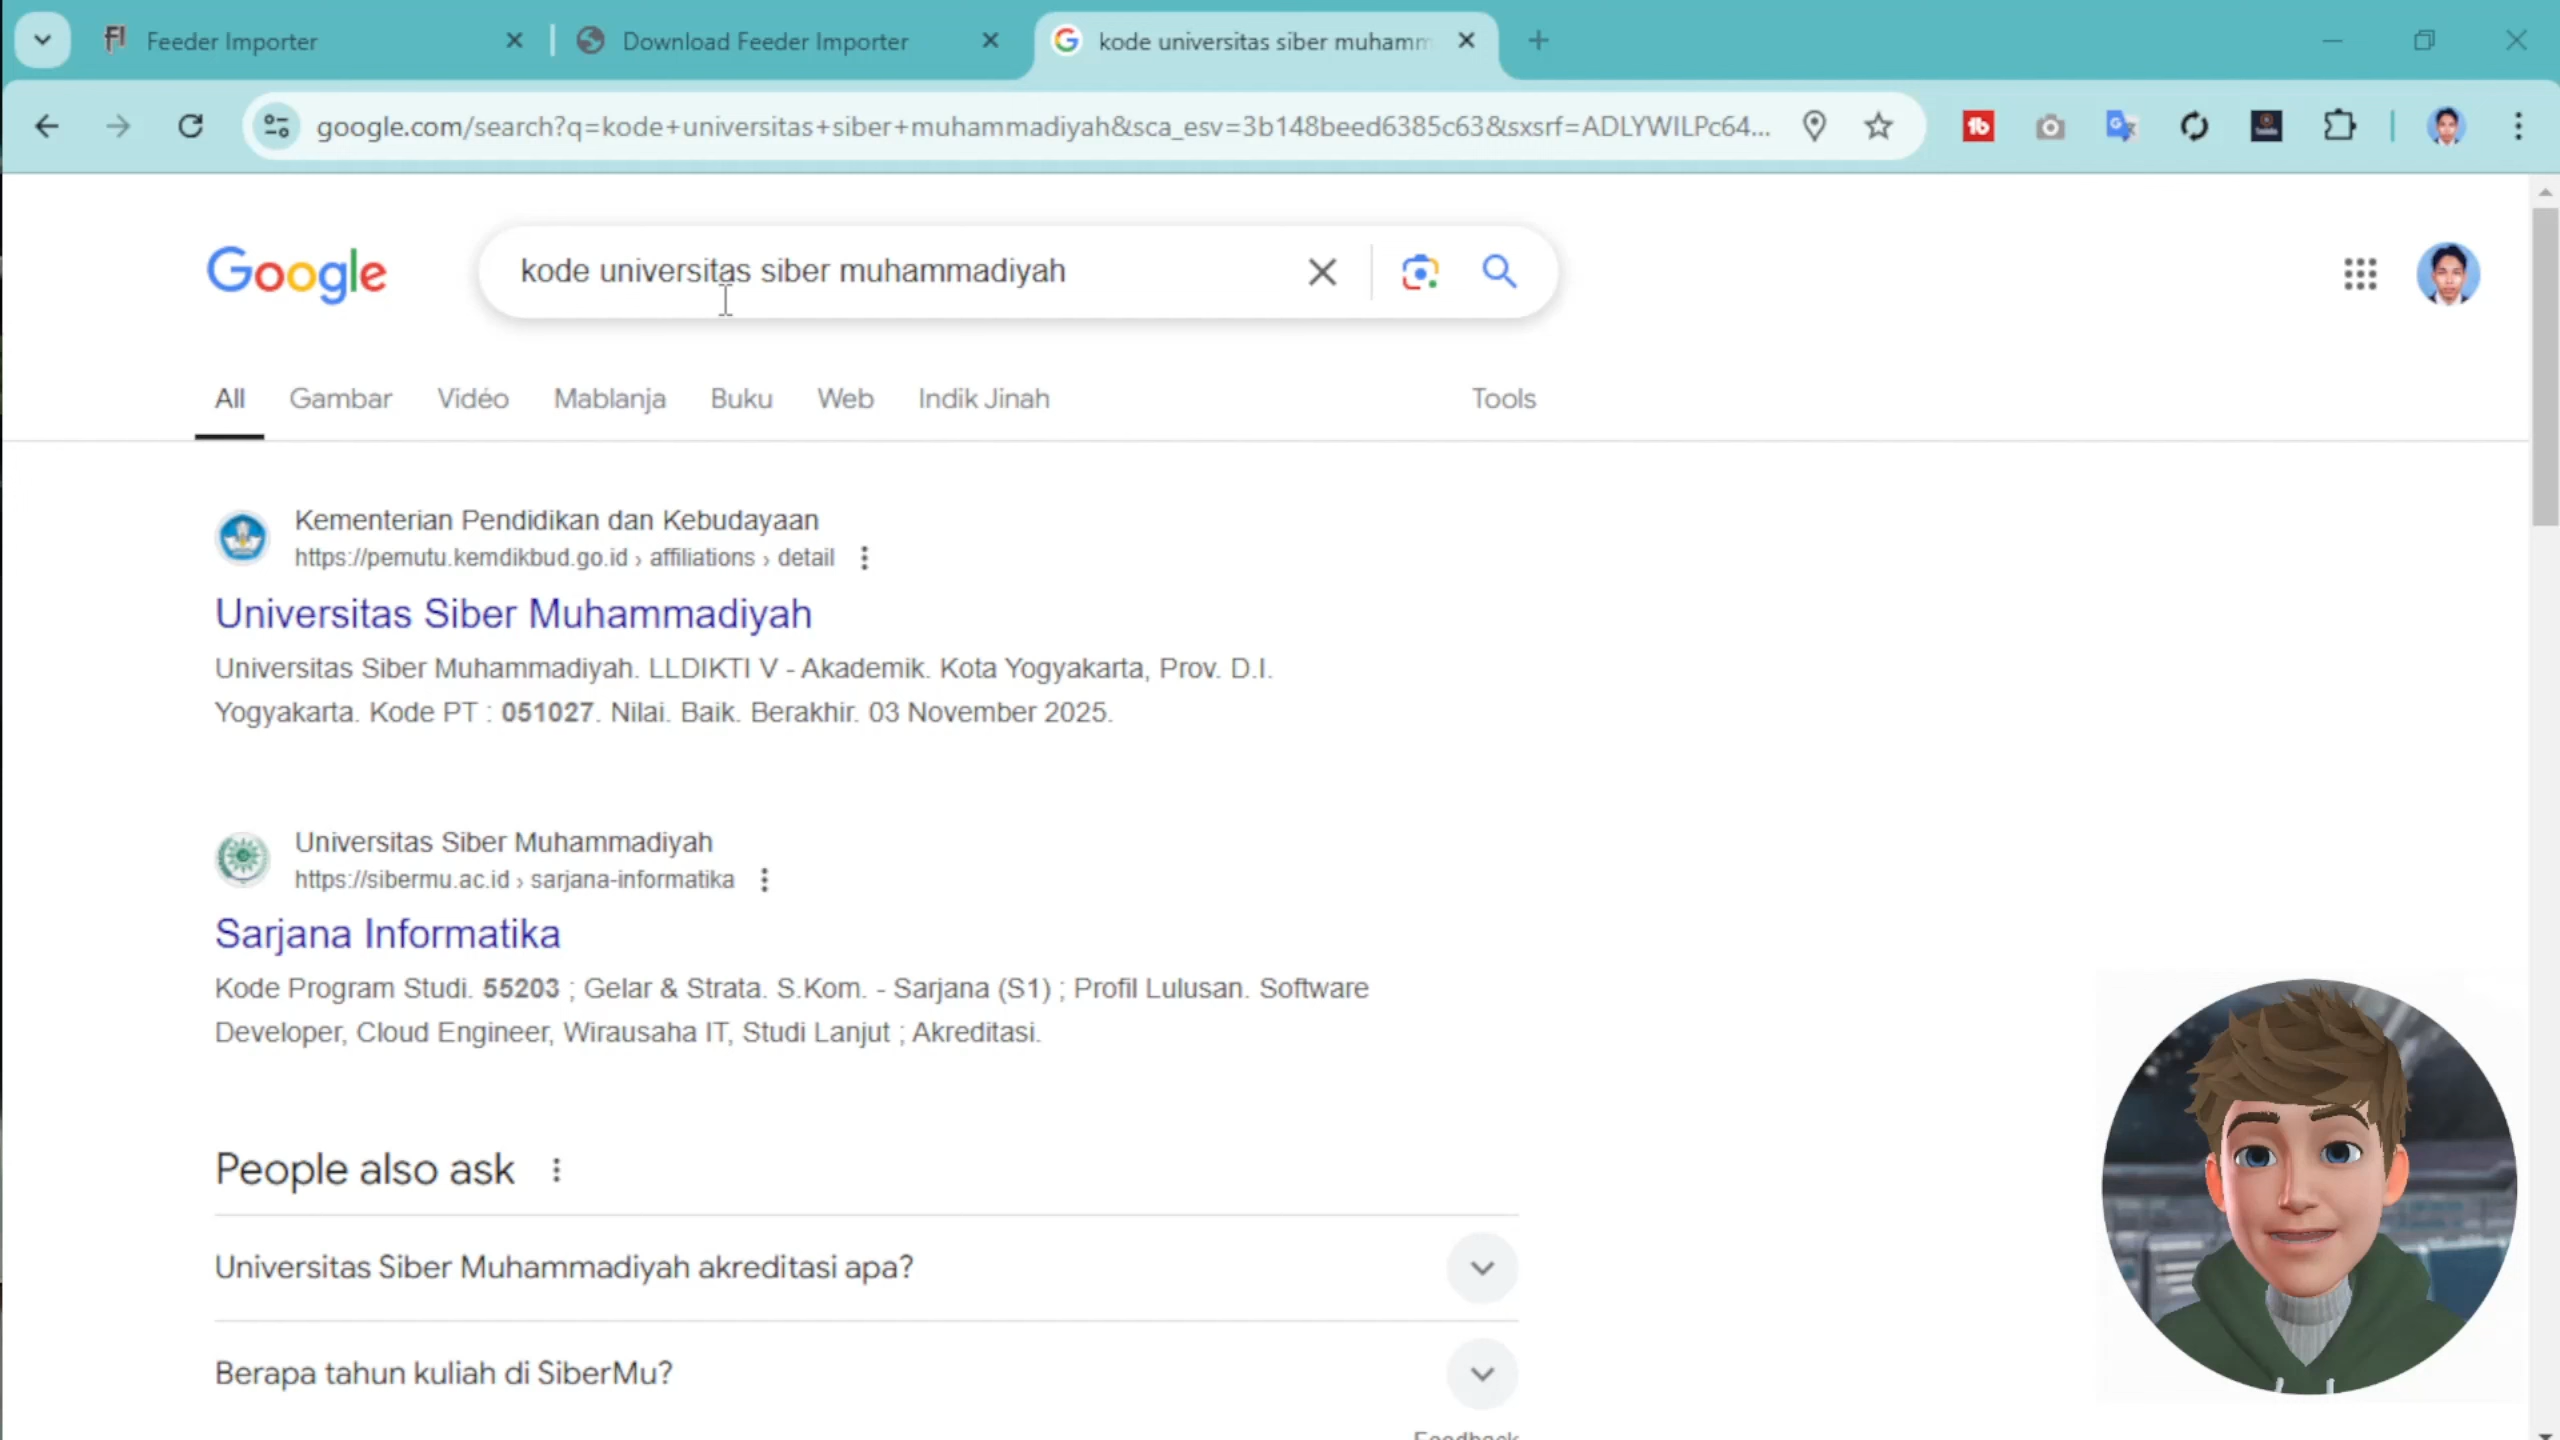 Feeder Importer
Download Feeder Importer
kode universitas siber muhamm
google.com/search?q=kode+universitas+siber+muhammadiyah&sca_esv=3b148beed6385c63&sxsrf=ADLYWILPc64...
Google
kode universitas siber muhammadiyah
All Gambar Vidéo Mablanja Buku Web Indik Jinah Tools
Kementerian Pendidikan dan Kebudayaan
https://pemutu.kemdikbud.go.id › affiliations › detail
Universitas Siber Muhammadiyah
Universitas Siber Muhammadiyah. LLDIKTI V - Akademik. Kota Yogyakarta, Prov. D.I.
Yogyakarta. Kode PT : 051027. Nilai. Baik. Berakhir. 03 November 2025.
Universitas Siber Muhammadiyah
https://sibermu.ac.id › sarjana-informatika
Sarjana Informatika
Kode Program Studi. 55203 ; Gelar & Strata. S.Kom. - Sarjana (S1) ; Profil Lulusan. Software
Developer, Cloud Engineer, Wirausaha IT, Studi Lanjut ; Akreditasi.
People also ask
Universitas Siber Muhammadiyah akreditasi apa?
Berapa tahun kuliah di SiberMu?
Feedback